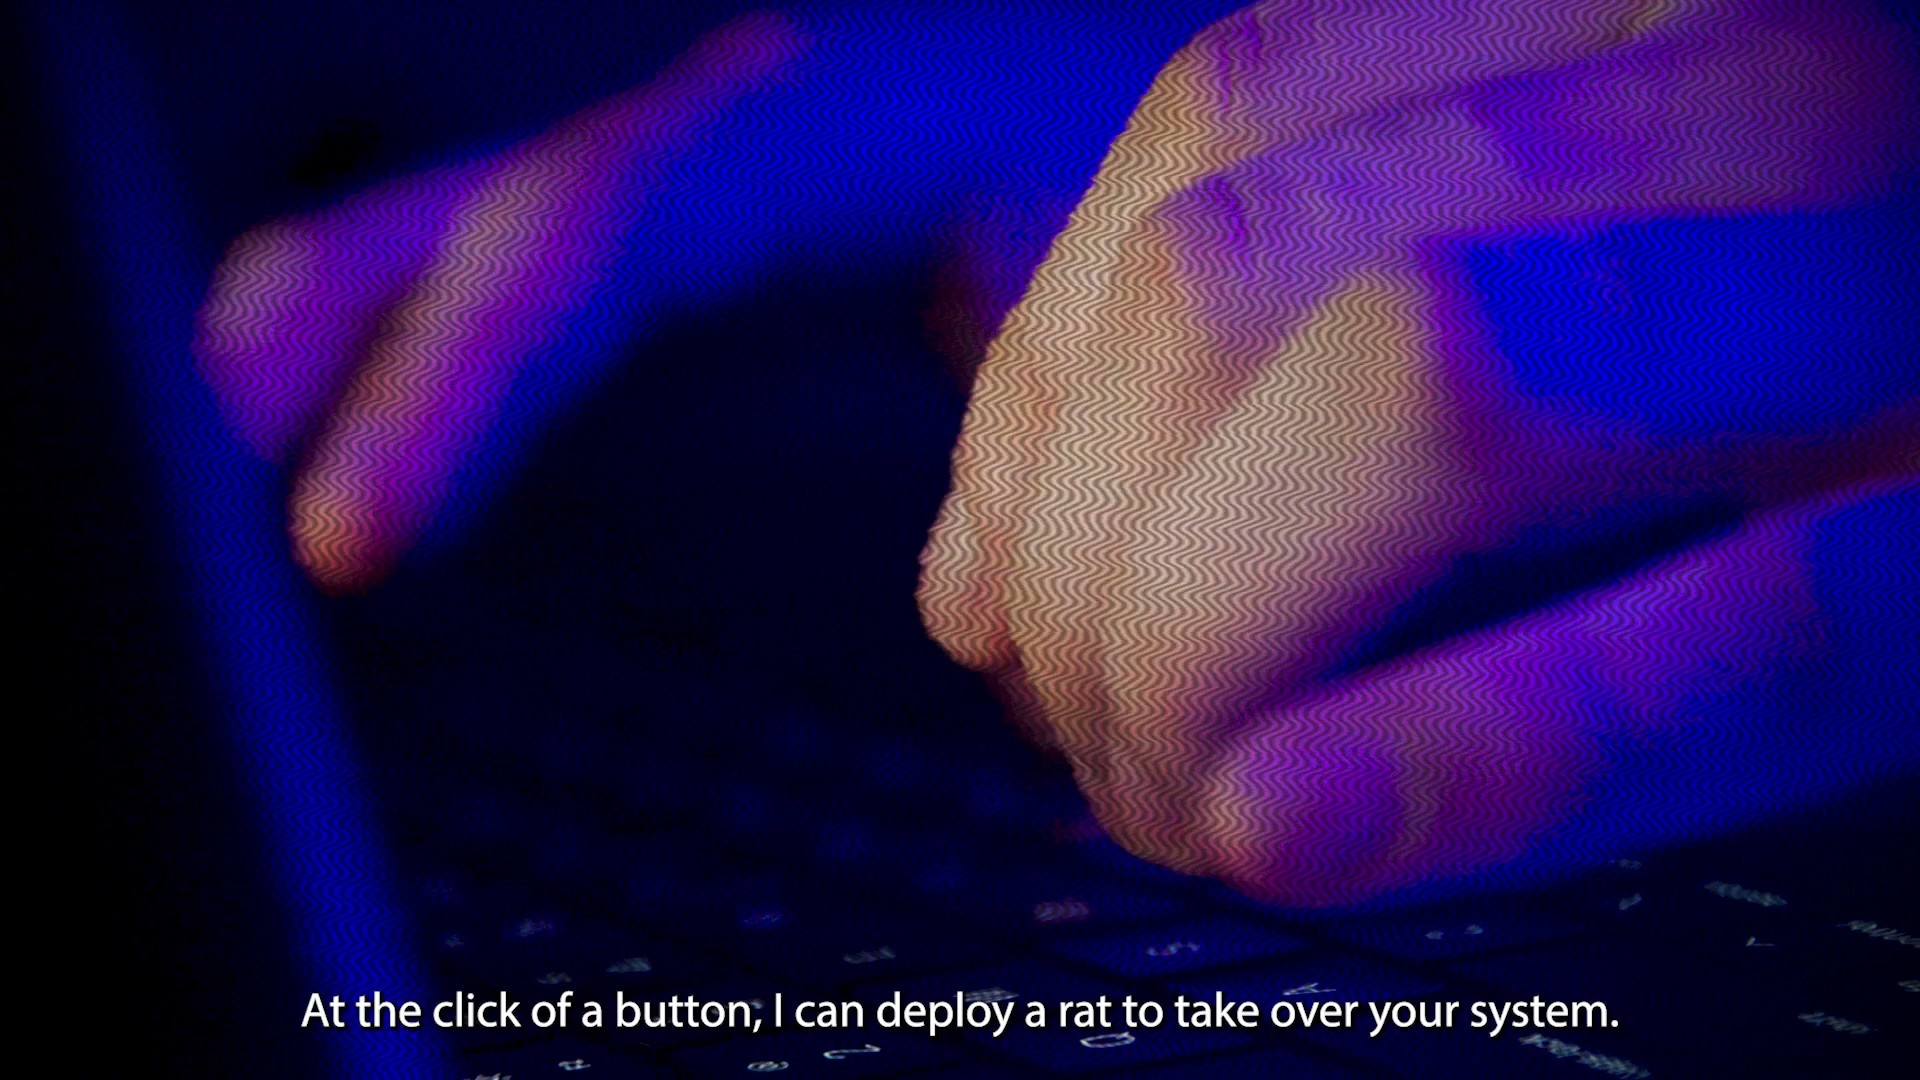 At the click of a button, I can deploy a rat to take over your system.